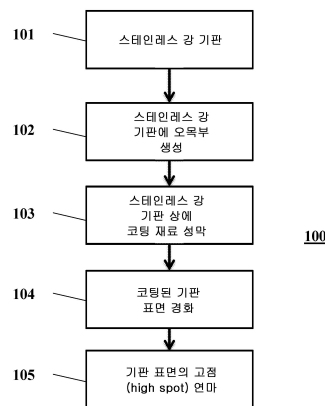 101
스테인레스 강 기판
102
스테인레스 강
기판에 오목부
생성
103
스테인레스 강
기판 상에
코팅 재료 성막
100
104
코팅된 기판
표면 경화
105
기판 표면의 고점
(high spot) 연마